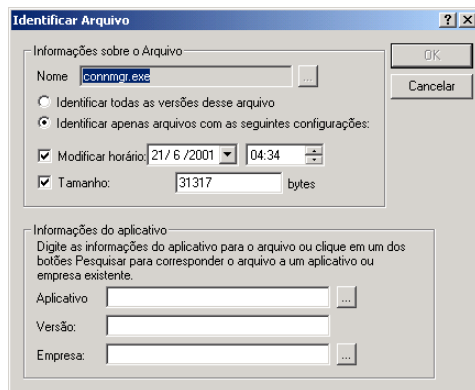 Identificar Arquivo
Informações sobre o Arquivo
Nome connmgr.exe ...
OK
Cancelar
Identificar todas as versões desse arquivo
Identificar apenas arquivos com as seguintes configurações:
Modificar horário: 21/ 6 /2001 04:34
Tamanho: 31317 bytes
Informações do aplicativo
Digite as informações do aplicativo para o arquivo ou clique em um dos
botões Pesquisar para corresponder o arquivo a um aplicativo ou
empresa existente.
Aplicativo ...
Versão:
Empresa: ...